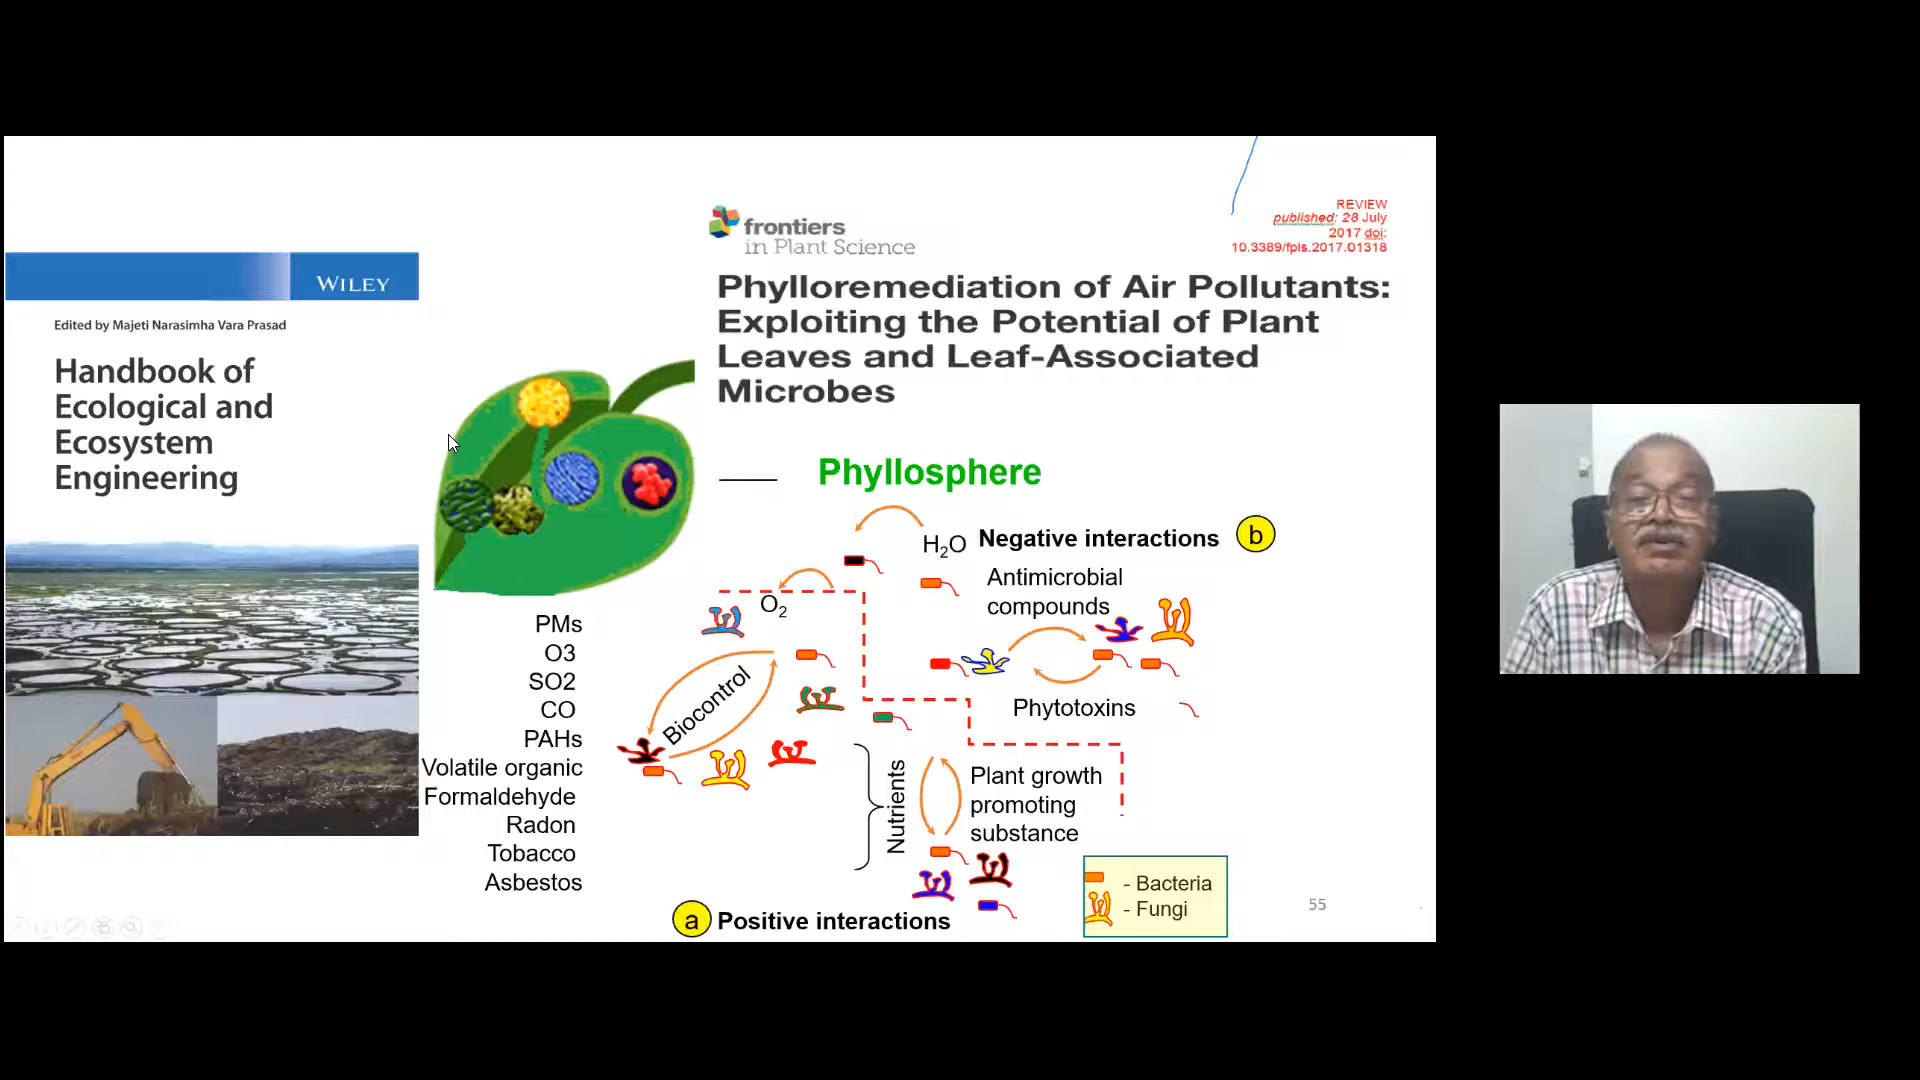 WILEY
Edited by Majeti Narasimha Vara Prasad
Handbook of
Ecological and
Ecosystem
Engineering
frontiers
in Plant Science
REVIEW
published: 28 July
2017 doi:
10.3389/fpls.2017.01318
Phylloremediation of Air Pollutants:
Exploiting the Potential of Plant
Leaves and Leaf-Associated
Microbes
Phyllosphere
H2O
Negative interactions
b
Antimicrobial
compounds
O2
Biocontrol
Phytotoxins
PMs
O3
SO2
CO
PAHs
Volatile organic
Formaldehyde
Radon
Tobacco
Asbestos
Nutrients
Plant growth
promoting
substance
a
Positive interactions
- Bacteria
- Fungi
55